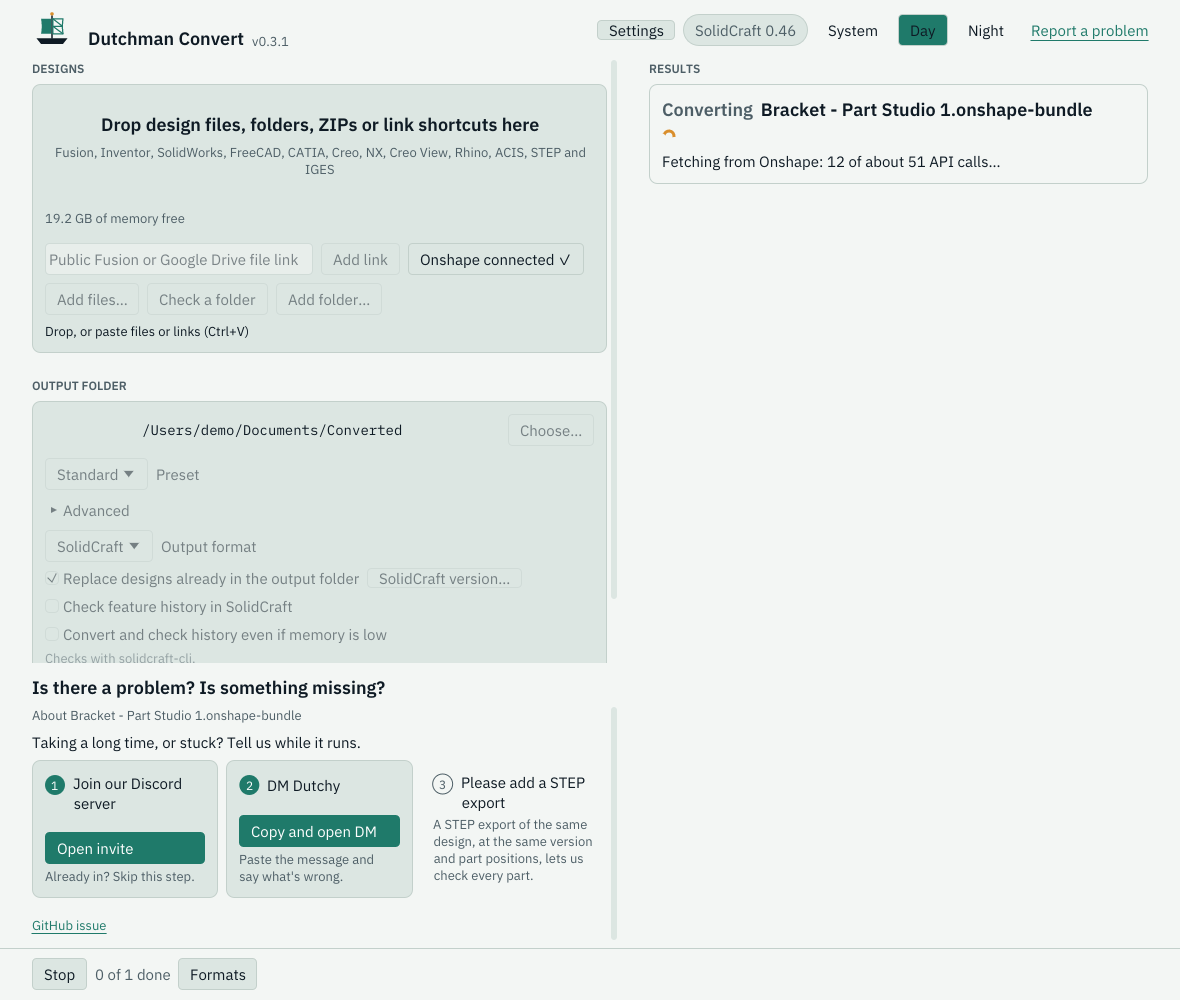 Dutchman Convert v0.3.1
Settings
SolidCraft 0.46
System
Day
Night
Report a problem
DESIGNS
Drop design files, folders, ZIPs or link shortcuts here
Fusion, Inventor, SolidWorks, FreeCAD, CATIA, Creo, NX, Creo View, Rhino, ACIS, STEP and
IGES
19.2 GB of memory free
Public Fusion or Google Drive file link
Add link
Onshape connected ✓
Add files...
Check a folder
Add folder...
Drop, or paste files or links (Ctrl+V)
OUTPUT FOLDER
/Users/demo/Documents/Converted
Choose...
Standard
Preset
Advanced
SolidCraft
Output format
Replace designs already in the output folder
SolidCraft version...
Check feature history in SolidCraft
Convert and check history even if memory is low
Checks with solidcraft-cli.
Is there a problem? Is something missing?
About Bracket - Part Studio 1.onshape-bundle
Taking a long time, or stuck? Tell us while it runs.
1 Join our Discord
server
Open invite
Already in? Skip this step.
2 DM Dutchy
Copy and open DM
Paste the message and
say what's wrong.
3 Please add a STEP
export
A STEP export of the same
design, at the same version
and part positions, lets us
check every part.
GitHub issue
Stop
0 of 1 done
Formats
RESULTS
Converting Bracket - Part Studio 1.onshape-bundle
Fetching from Onshape: 12 of about 51 API calls...